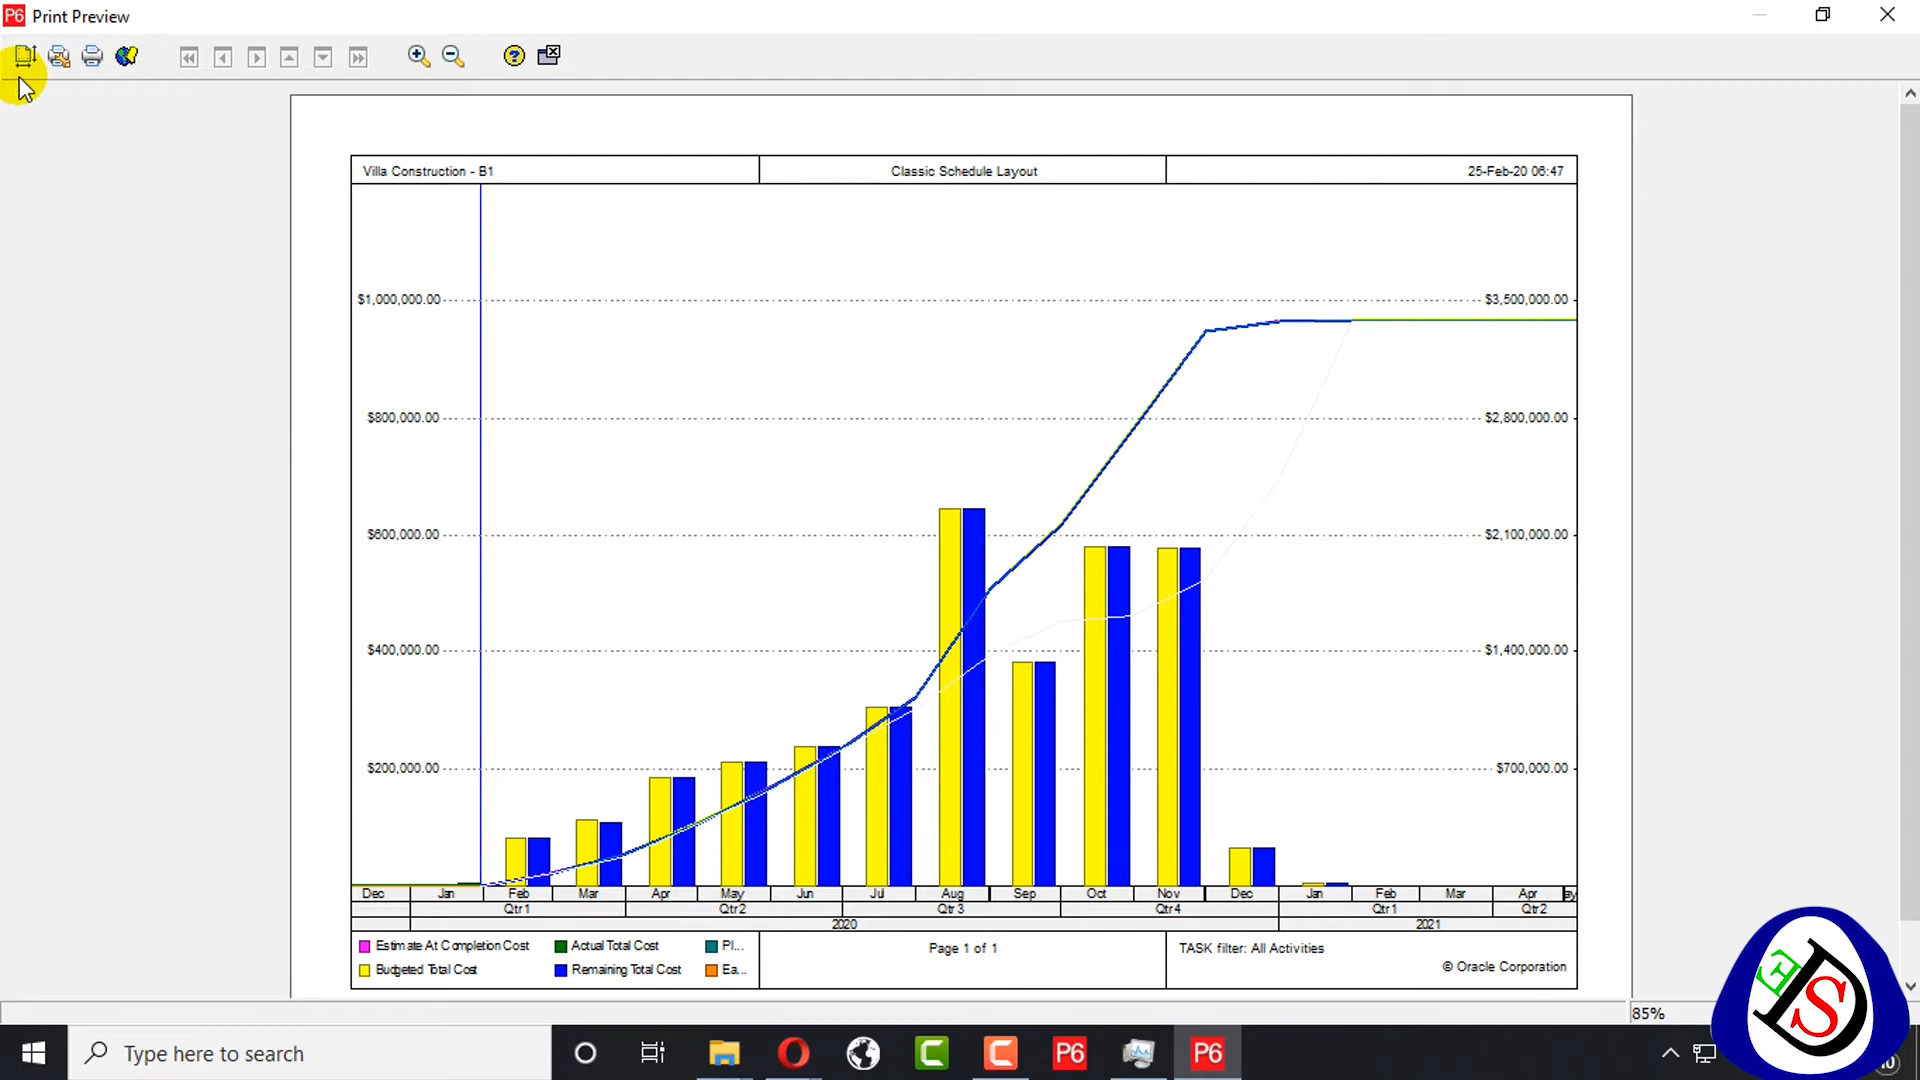 P6 Print Preview
Villa Construction - B1
Classic Schedule Layout
25-Feb-20 06:47
$1,000,000.00
$3,500,000.00
$800,000.00
$2,800,000.00
$600,000.00
$2,100,000.00
$400,000.00
$1,400,000.00
$200,000.00
$700,000.00
Dec Jan Feb Mar Apr May Jun Jul Aug Sep Oct Nov Dec Jan Feb Mar Apr
Qtr 1 Qtr 2 Qtr 3 Qtr 4 Qtr 1 Qtr 2
2020 2021
Estimate At Completion Cost
Actual Total Cost
Pl...
Budgeted Total Cost
Remaining Total Cost
Ea...
Page 1 of 1
TASK filter: All Activities
© Oracle Corporation
85%
Type here to search
P6 P6
E D S